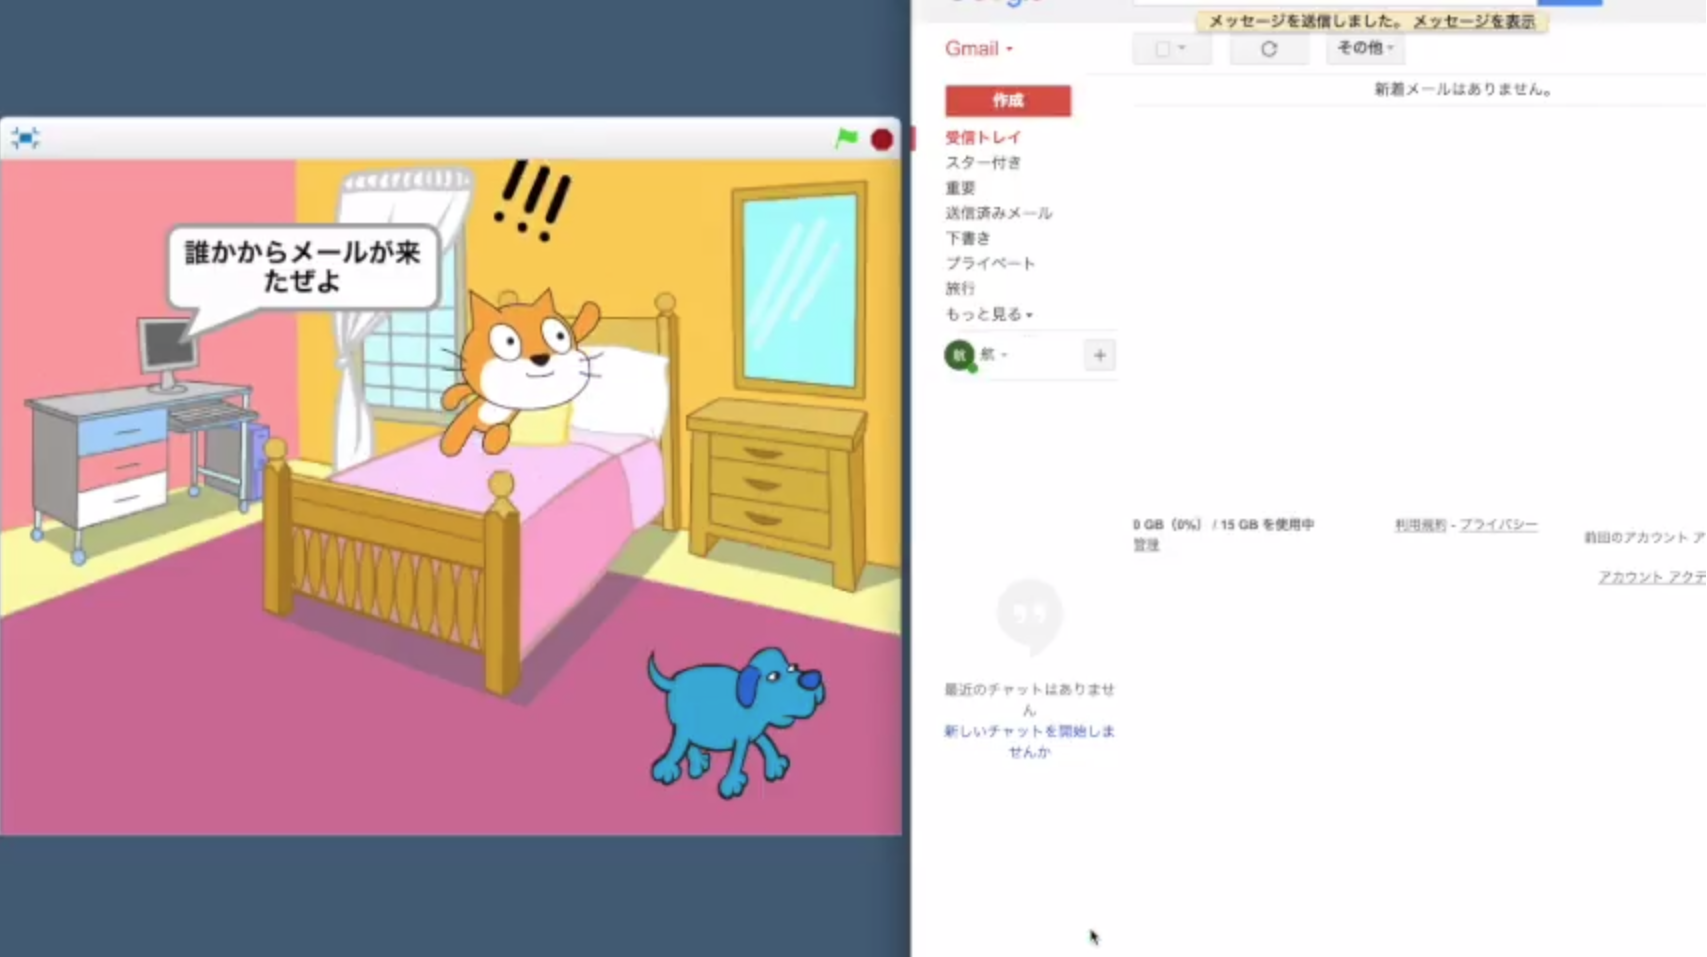 !!!
誰かからメールが来
たぜよ
メッセージを送信しました。 メッセージを表示
Gmail
その他
新着メールはありません。
作成
受信トレイ
スター付き
重要
送信済みメール
下書き
プライベート
旅行
もっと見る
航 航
+
0 GB (0%) / 15 GB を使用中
管理
利用規約 - プライバシー
前回のアカウント ア
アカウント アクテ
最近のチャットはありませ
ん
新しいチャットを開始しま
せんか